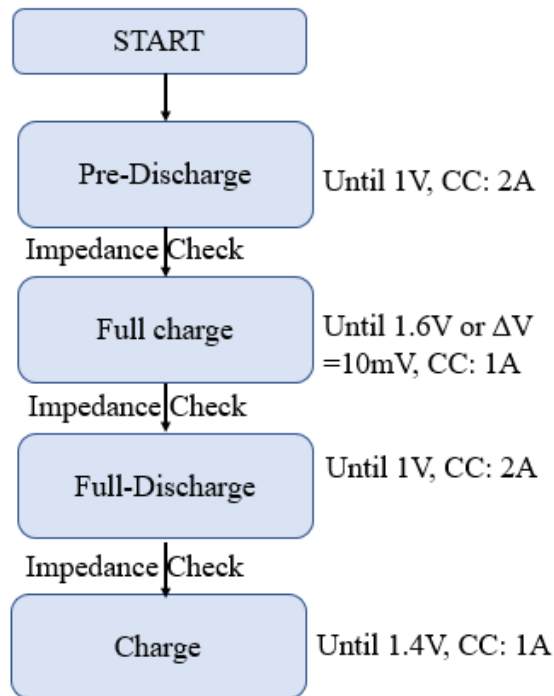 START
Pre-Discharge
Until 1V, CC: 2A
Impedance Check
Full charge
Until 1.6V or ΔV
=10mV, CC: 1A
Impedance Check
Full-Discharge
Until 1V, CC: 2A
Impedance Check
Charge
Until 1.4V, CC: 1A